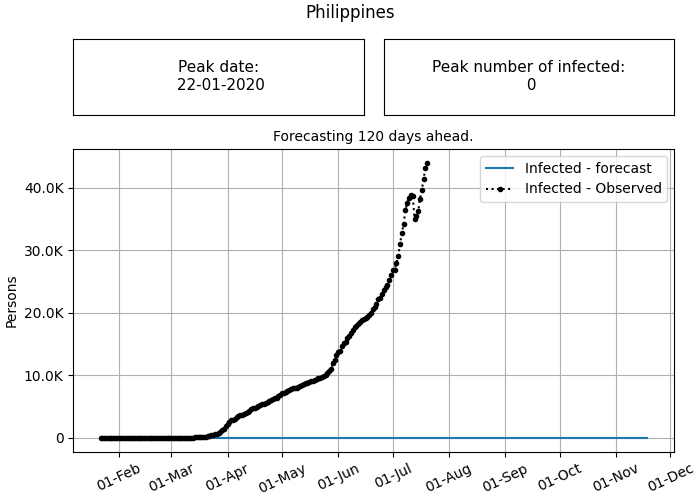 Philippines
Peak date:
22-01-2020
Peak number of infected:
0
Forecasting 120 days ahead.
Infected - forecast
Infected - Observed
Persons
40.0K
30.0K
20.0K
10.0K
0
01-Feb
01-Mar
01-Apr
01-May
01-Jun
01-Jul
01-Aug
01-Sep
01-Oct
01-Nov
01-Dec